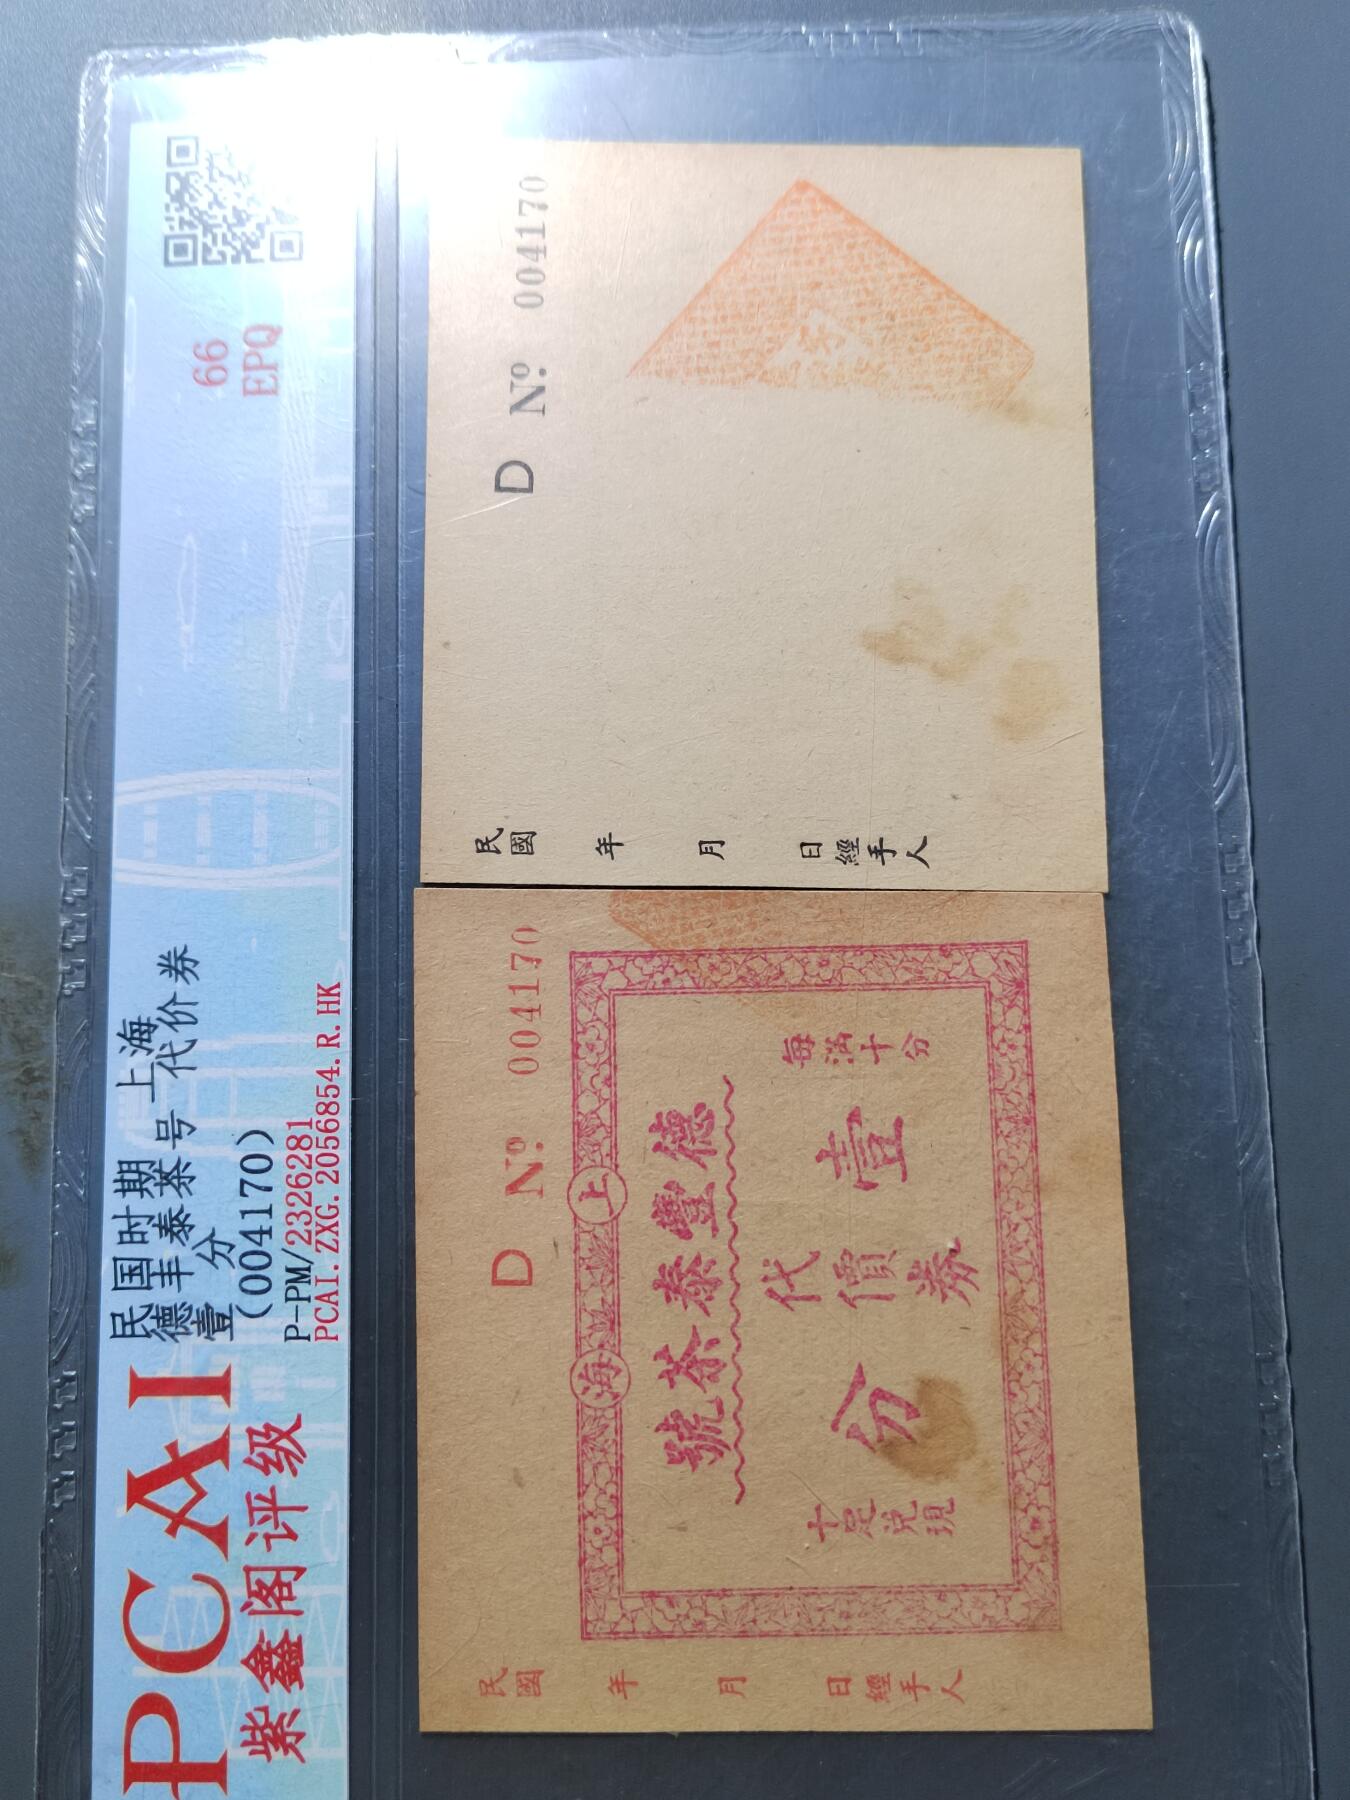 PCAI
紫鑫阁评级
民国时期 上海
德丰泰茶号代价券
壹 分
(004170)
P-PM/2326281
PCAI.ZXG.2056854.R.HK
66
EPQ
D Nº 004170
上海
德豐泰茶號
每滿十分
壹分
代價券
十足兌現
民國 年 月 日經手人
D Nº 004170
民國 年 月 日經手人